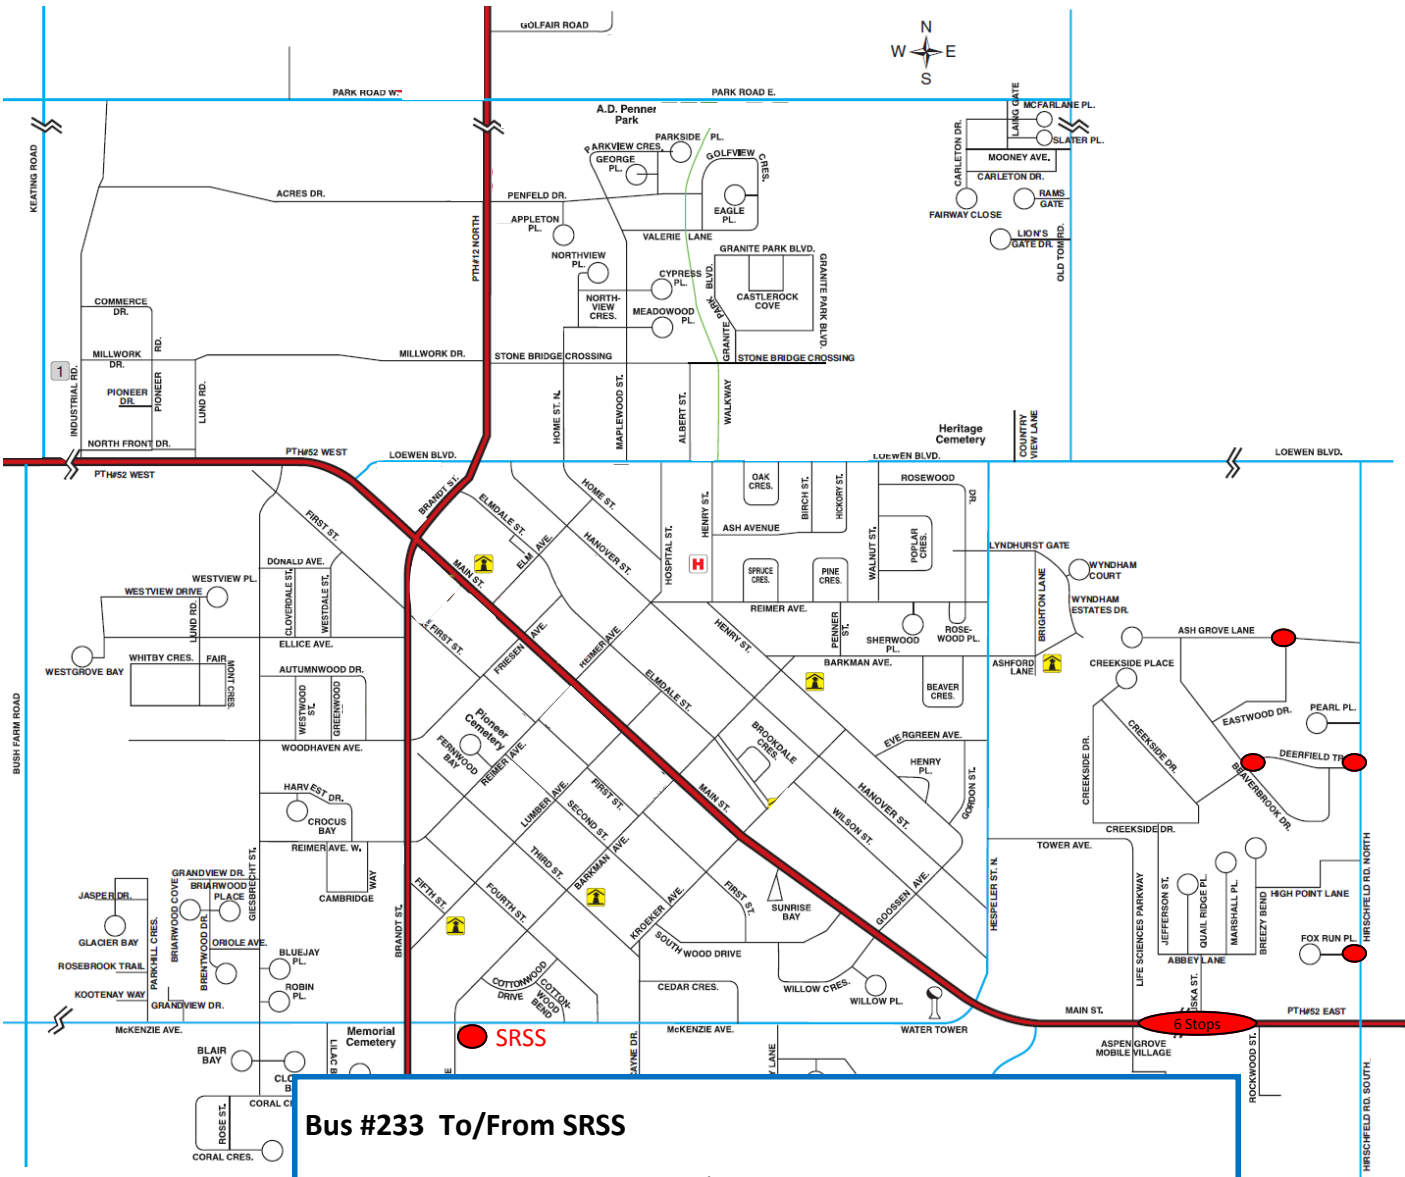 GOLFAIR ROAD
N
W E
S
PARK ROAD W.
PARK ROAD E.
A.D. Penner
Park
LAING GATE
MCFARLANE PL.
SLATER PL.
CARLETON DR.
MOONEY AVE.
CARLETON DR.
RAMS
GATE
FAIRWAY CLOSE
LION'S
GATE DR.
OLD TOM RD.
KEATING ROAD
PARKSIDE PL.
PARKVIEW CRES.
GEORGE
PL.
GOLFVIEW
CRES.
EAGLE
PL.
ACRES DR.
PENFELD DR.
APPLETON
PL.
VALERIE LANE
PTH#12 NORTH
NORTHVIEW
PL.
CYPRESS
PL.
NORTH-
VIEW
CRES.
MEADOWOOD
PL.
GRANITE PARK BLVD.
GRANITE PARK BLVD.
GRANITE PARK BLVD.
CASTLEROCK
COVE
COMMERCE
DR.
MILLWORK
DR.
MILLWORK DR.
STONE BRIDGE CROSSING
STONE BRIDGE CROSSING
1
PIONEER
DR.
PIONEER RD.
LUND RD.
INDUSTRIAL RD.
NORTH FRONT DR.
HOME ST. N.
MAPLEWOOD ST.
ALBERT ST.
WALKWAY
Heritage
Cemetery
COUNTRY
VIEW LANE
PTH#52 WEST
PTH#52 WEST
LOEWEN BLVD.
LOEWEN BLVD.
LOEWEN BLVD.
BRANDT ST.
ELMDALE ST.
ELM AVE.
HOME ST.
HANOVER ST.
HOSPITAL ST.
HENRY ST.
H
OAK
CRES.
BIRCH ST.
HICKORY ST.
ASH AVENUE
SPRUCE
CRES.
PINE
CRES.
WALNUT ST.
ROSEWOOD
DR.
POPLAR
CRES.
LYNDHURST GATE
WYNDHAM
COURT
WYNDHAM
ESTATES DR.
BRIGHTON LANE
FIRST ST.
MAIN ST.
DONALD AVE.
WESTVIEW PL.
WESTVIEW DRIVE
LUND RD.
CLOVERDALE ST.
WESTDALE ST.
ELLICE AVE.
WHITBY CRES.
FAIR
MONT CRES.
WESTGROVE BAY
AUTUMNWOOD DR.
WESTWOOD
ST.
GREENWOOD
WOODHAVEN AVE.
FIRST ST.
FRIESEN AVE.
REIMER AVE.
ELMDALE ST.
REIMER AVE.
HENRY ST.
PENNER
ST.
SHERWOOD
PL.
ROSE-
WOOD PL.
BARKMAN AVE.
BEAVER
CRES.
ASHFORD
LANE
ASH GROVE LANE
CREEKSIDE PLACE
EASTWOOD DR.
PEARL PL.
DEERFIELD TR.
BEAVERBROOK DR.
CREEKSIDE DR.
CREEKSIDE DR.
CREEKSIDE DR.
BUSH FARM ROAD
Pioneer
Cemetery
FERNWOOD
BAY
REIMER AVE.
BROOKDALE
CRES.
EVERGREEN AVE.
HENRY
PL.
GORDON ST.
HANOVER ST.
WILSON ST.
MAIN ST.
HARVEST DR.
CROCUS
BAY
REIMER AVE. W.
CAMBRIDGE
WAY
LUMBER AVE.
FIRST ST.
SECOND ST.
THIRD ST.
BARKMAN AVE.
FOURTH ST.
FIFTH ST.
KROEKER AVE.
FIRST ST.
SUNRISE
BAY
GOOSSEN AVE.
HESPELER ST. N.
TOWER AVE.
LIFE SCIENCES PARKWAY
JEFFERSON ST.
QUAIL RIDGE PL.
MARSHALL PL.
BREEZY BEND
HIGH POINT LANE
HIRSCHFELD RD. NORTH
FOX RUN PL.
ABBEY LANE
GRANDVIEW DR.
BRIARWOOD
PLACE
JASPER DR.
GLACIER BAY
PARKHILL CRES.
BRIARWOOD COVE
BRENTWOOD DR.
GIESBRECHT ST.
ORIOLE AVE.
BLUEJAY
PL.
ROSEBROOK TRAIL
KOOTENAY WAY
GRANDVIEW DR.
ROBIN
PL.
BRANDT ST.
SOUTH WOOD DRIVE
COTTONWOOD
DRIVE
COTTON-
WOOD
BEND
CEDAR CRES.
WILLOW CRES.
WILLOW PL.
McKENZIE AVE.
McKENZIE AVE.
WATER TOWER
MAIN ST.
SKA ST.
6 Stops
PTH#52 EAST
Memorial
Cemetery
SRSS
ASPEN GROVE
MOBILE VILLAGE
ROCKWOOD ST.
HIRSCHFELD RD. SOUTH
BLAIR
BAY
LILAC B
AYNE DR.
LANE
CLO
CORAL C
ROSE ST.
CORAL CRES.
Bus #233 To/From SRSS